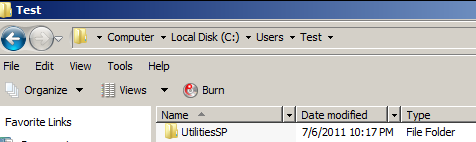 Test
Computer Local Disk (C:) Users Test
File Edit View Tools Help
Organize Views Burn
Favorite Links Name Date modified Type
UtilitiesSP 7/6/2011 10:17 PM File Folder